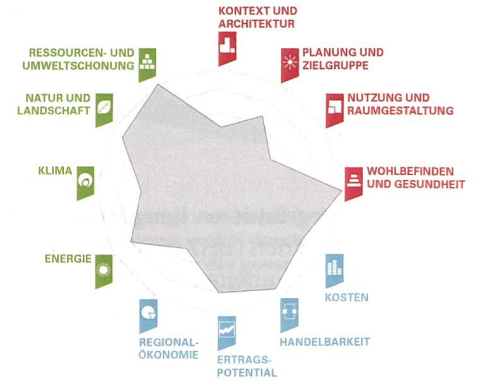 KONTEXT UND
ARCHITEKTUR
PLANUNG UND
ZIELGRUPPE
NUTZUNG UND
RAUMGESTALTUNG
WOHLBEFINDEN
UND GESUNDHEIT
KOSTEN
HANDELBARKEIT
ERTRAGS-
POTENTIAL
REGIONAL-
ÖKONOMIE
ENERGIE
KLIMA
NATUR UND
LANDSCHAFT
RESSOURCEN- UND
UMWELTSCHONUNG